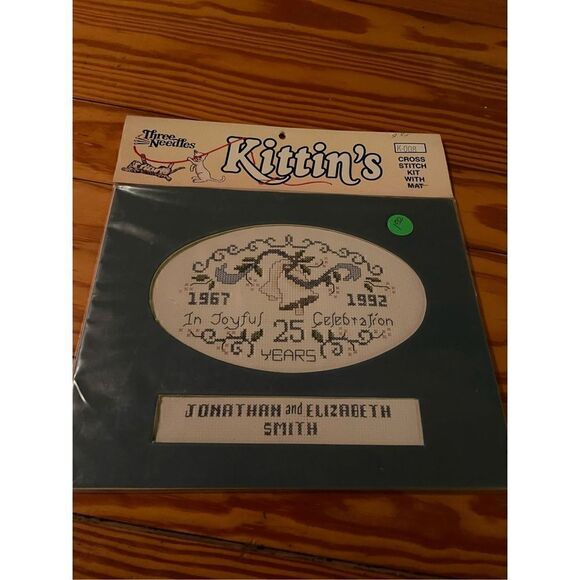 Three
Needles
Kittin's
K-008
CROSS
STITCH
KIT
WITH
MAT
1967 1992
In Joyful 25 Celebration
YEARS
JONATHAN and ELIZABETH
SMITH